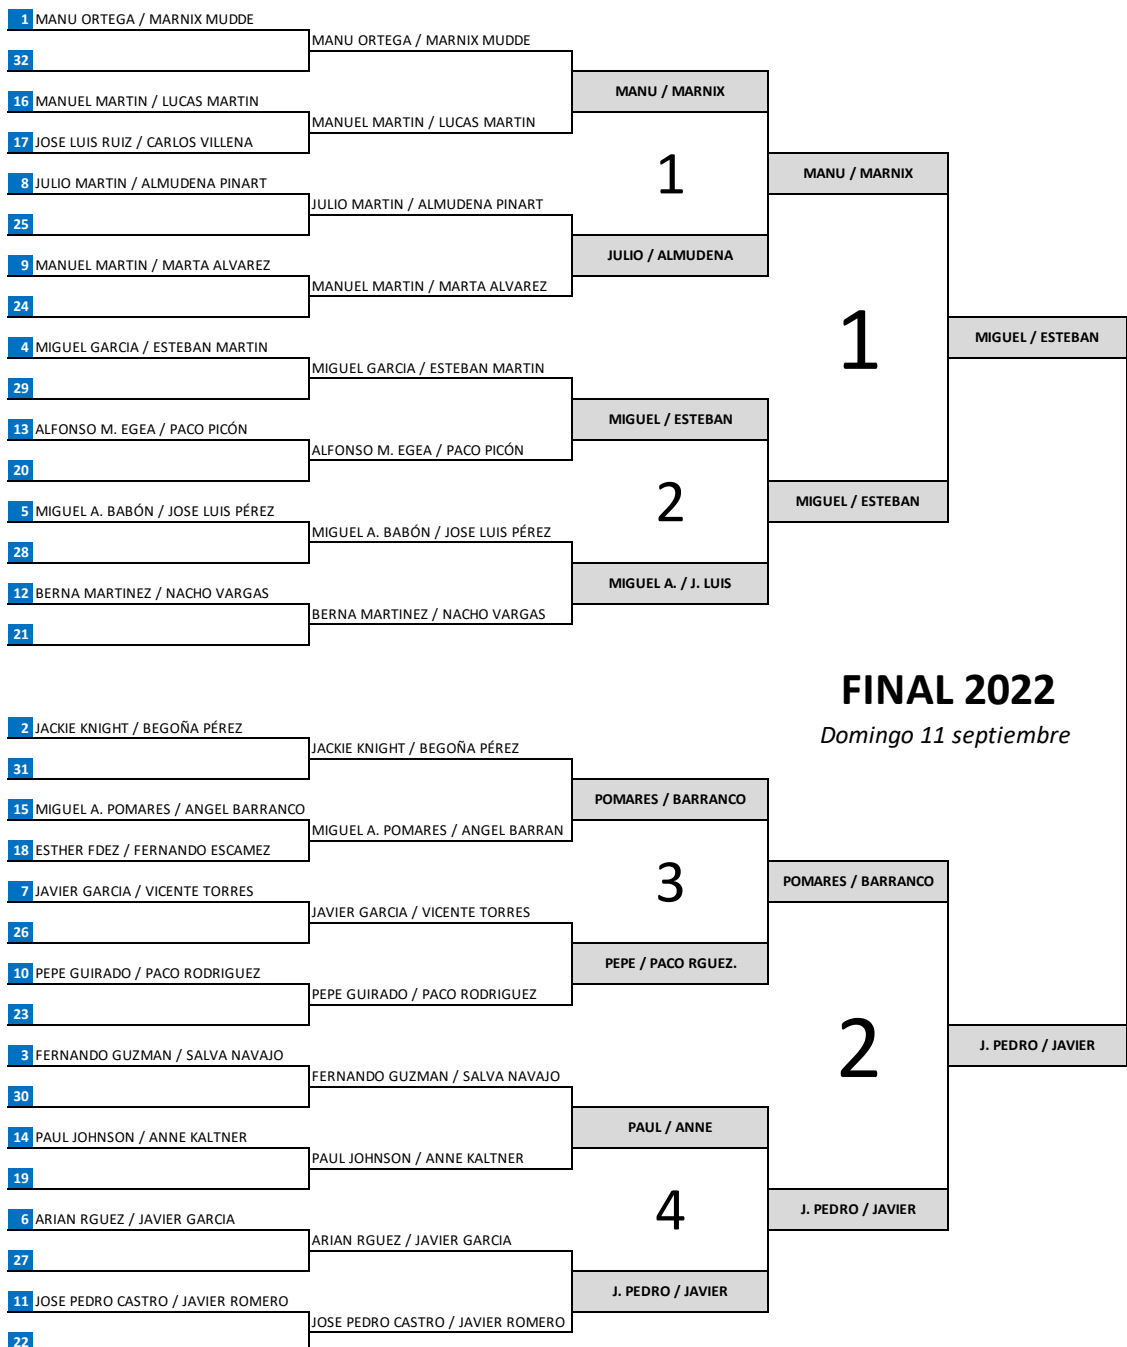 1 MANU ORTEGA / MARNIX MUDDE
MANU ORTEGA / MARNIX MUDDE
32
MANU / MARNIX
16 MANUEL MARTIN / LUCAS MARTIN
MANUEL MARTIN / LUCAS MARTIN
17 JOSE LUIS RUIZ / CARLOS VILLENA
1
MANU / MARNIX
8 JULIO MARTIN / ALMUDENA PINART
JULIO MARTIN / ALMUDENA PINART
25
JULIO / ALMUDENA
9 MANUEL MARTIN / MARTA ALVAREZ
MANUEL MARTIN / MARTA ALVAREZ
24
1
MIGUEL / ESTEBAN
4 MIGUEL GARCIA / ESTEBAN MARTIN
MIGUEL GARCIA / ESTEBAN MARTIN
29
MIGUEL / ESTEBAN
13 ALFONSO M. EGEA / PACO PICÓN
ALFONSO M. EGEA / PACO PICÓN
20
2
MIGUEL / ESTEBAN
5 MIGUEL A. BABÓN / JOSE LUIS PÉREZ
MIGUEL A. BABÓN / JOSE LUIS PÉREZ
28
MIGUEL A. / J. LUIS
12 BERNA MARTINEZ / NACHO VARGAS
BERNA MARTINEZ / NACHO VARGAS
21
FINAL 2022
Domingo 11 septiembre
2 JACKIE KNIGHT / BEGOÑA PÉREZ
JACKIE KNIGHT / BEGOÑA PÉREZ
31
POMARES / BARRANCO
15 MIGUEL A. POMARES / ANGEL BARRANCO
MIGUEL A. POMARES / ANGEL BARRAN
18 ESTHER FDEZ / FERNANDO ESCAMEZ
3
POMARES / BARRANCO
7 JAVIER GARCIA / VICENTE TORRES
JAVIER GARCIA / VICENTE TORRES
26
PEPE / PACO RGUEZ.
10 PEPE GUIRADO / PACO RODRIGUEZ
PEPE GUIRADO / PACO RODRIGUEZ
23
2
J. PEDRO / JAVIER
3 FERNANDO GUZMAN / SALVA NAVAJO
FERNANDO GUZMAN / SALVA NAVAJO
30
PAUL / ANNE
14 PAUL JOHNSON / ANNE KALTNER
PAUL JOHNSON / ANNE KALTNER
19
4
J. PEDRO / JAVIER
6 ARIAN RGUEZ / JAVIER GARCIA
ARIAN RGUEZ / JAVIER GARCIA
27
J. PEDRO / JAVIER
11 JOSE PEDRO CASTRO / JAVIER ROMERO
JOSE PEDRO CASTRO / JAVIER ROMERO
22